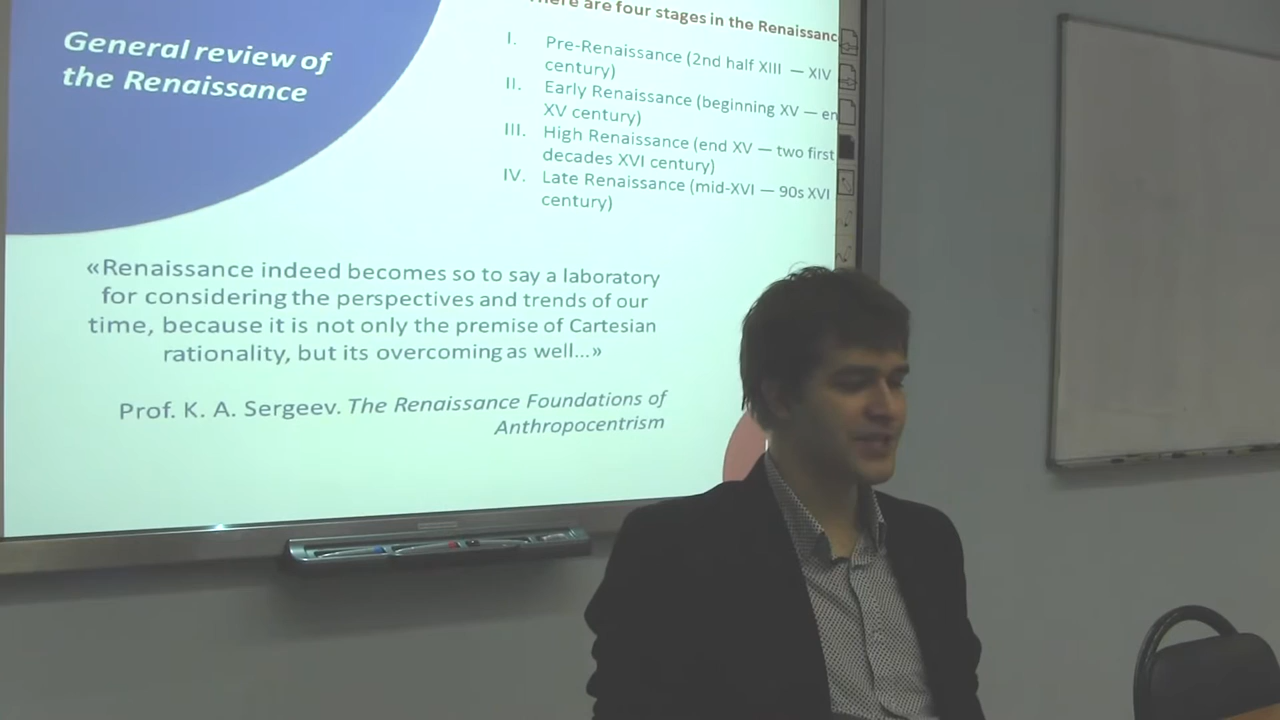 General review of
the Renaissance
are four stages in the Renaissanc
I. Pre-Renaissance (2nd half XIII — XIV
century)
II. Early Renaissance (beginning XV — en
XV century)
III. High Renaissance (end XV — two first
decades XVI century)
IV. Late Renaissance (mid-XVI — 90s XVI
century)
«Renaissance indeed becomes so to say a laboratory
for considering the perspectives and trends of our
time, because it is not only the premise of Cartesian
rationality, but its overcoming as well...»
Prof. K. A. Sergeev. The Renaissance Foundations of
Anthropocentrism